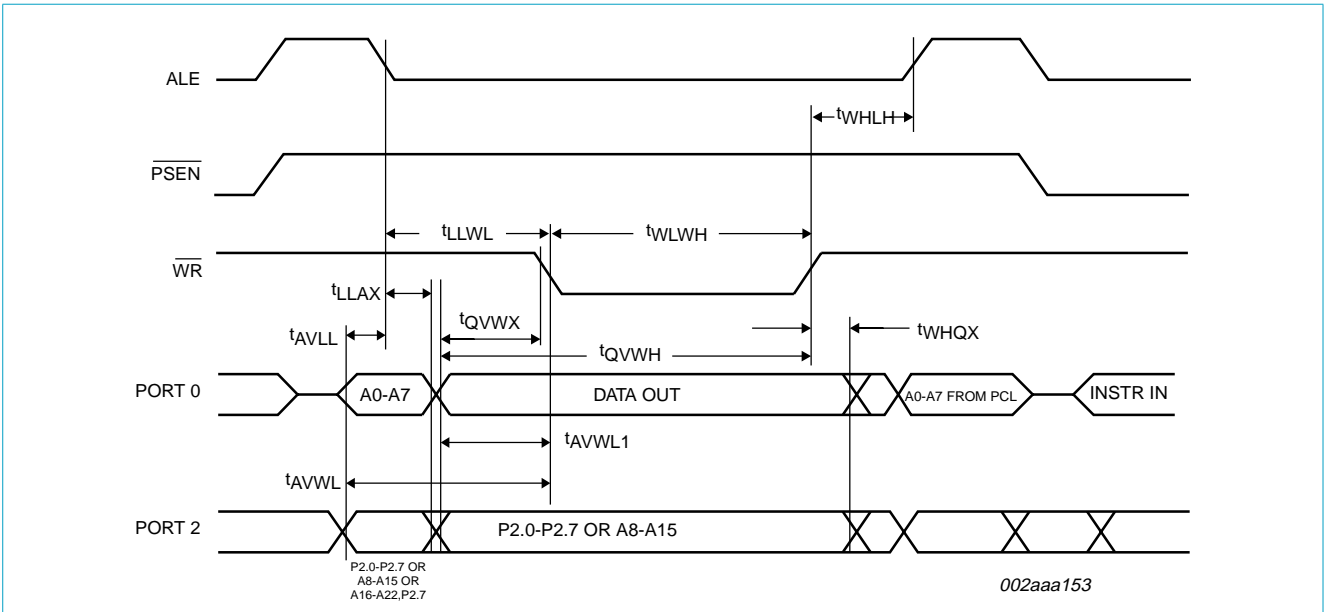 ALE
tWHLH
PSEN
tLLWL
tWLWH
WR
tLLAX
tQVWX
tWHQX
tAVLL
tQVWH
PORT 0
A0-A7
DATA OUT
A0-A7 FROM PCL
INSTR IN
tAVWL1
tAVWL
PORT 2
P2.0-P2.7 OR A8-A15
P2.0-P2.7 OR
A8-A15 OR
A16-A22,P2.7
002aaa153